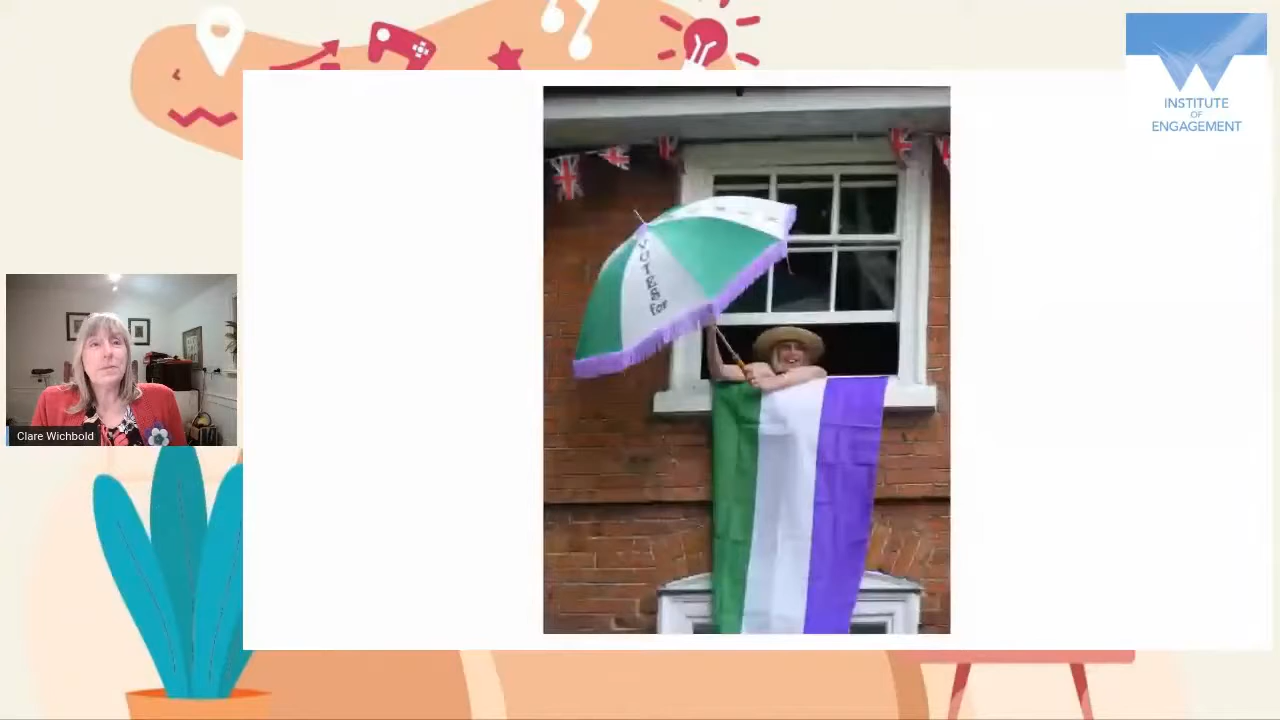 INSTITUTE
OF
ENGAGEMENT
VOTES
for
Clare Wichbold